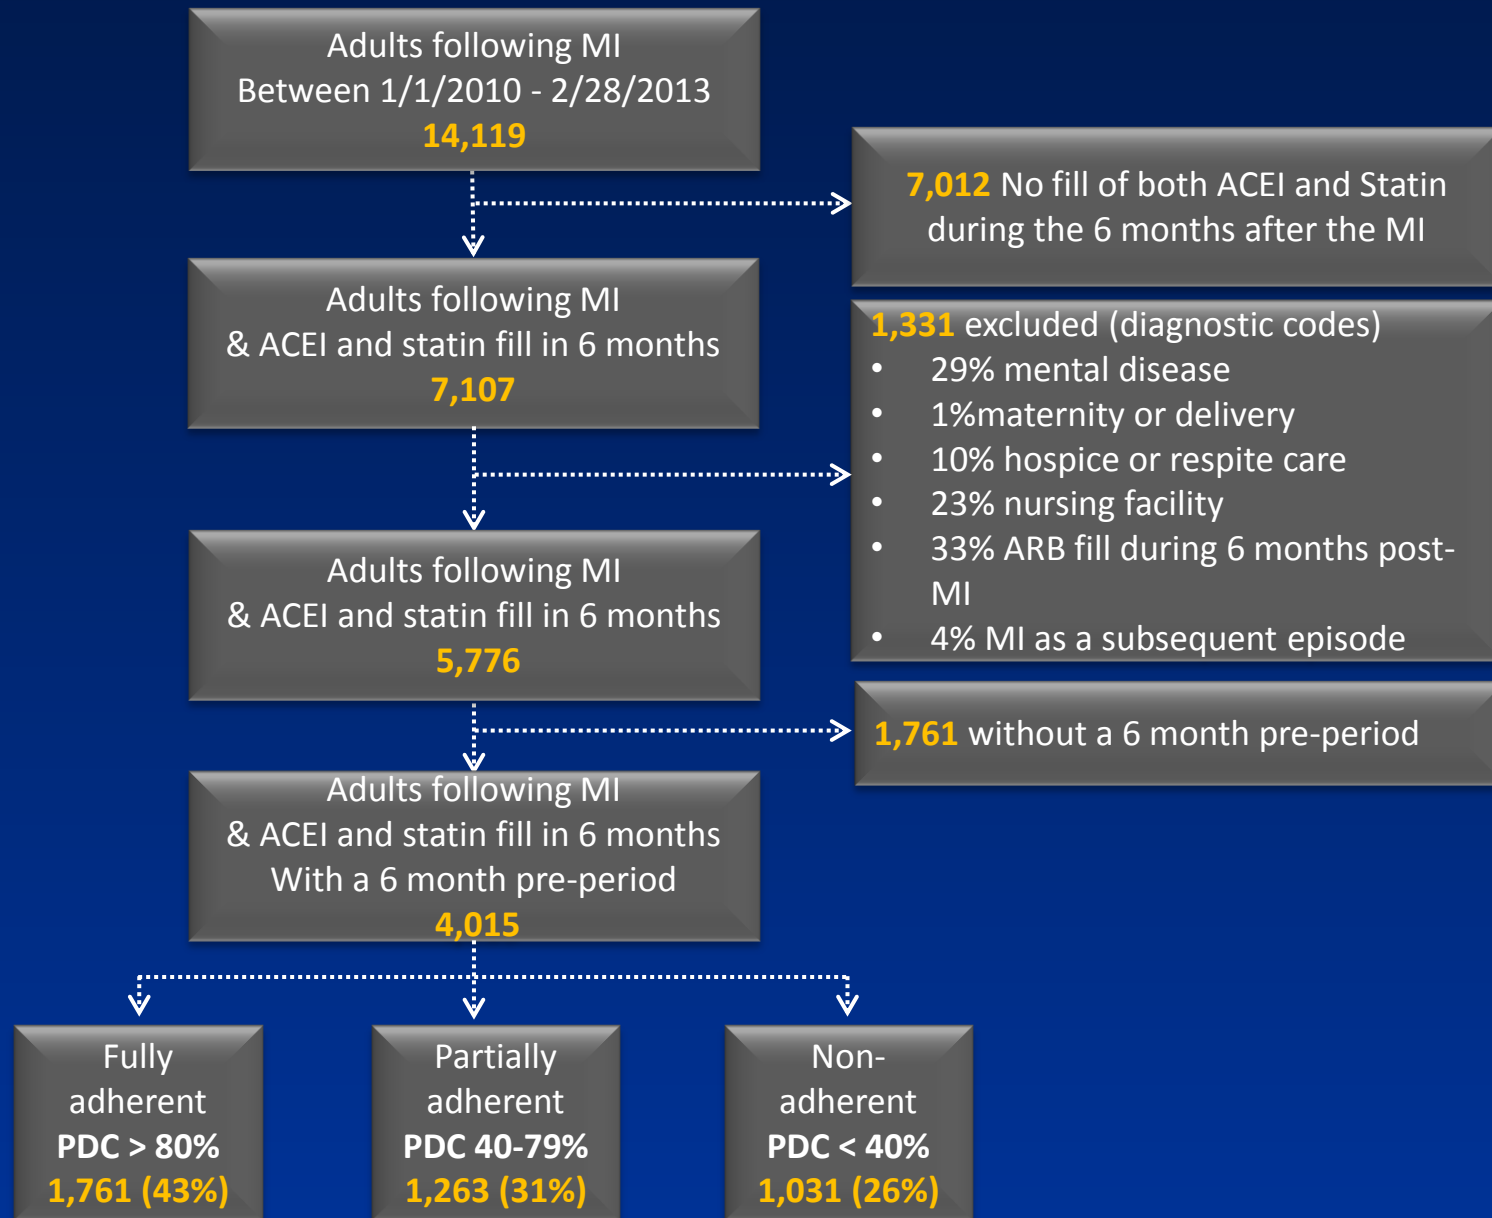 Adults following MI
Between 1/1/2010 - 2/28/2013
14,119
7,012 No fill of both ACEI and Statin
during the 6 months after the MI
Adults following MI
& ACEI and statin fill in 6 months
7,107
1,331 excluded (diagnostic codes)
• 29% mental disease
• 1%maternity or delivery
• 10% hospice or respite care
• 23% nursing facility
• 33% ARB fill during 6 months post-
MI
• 4% MI as a subsequent episode
Adults following MI
& ACEI and statin fill in 6 months
5,776
1,761 without a 6 month pre-period
Adults following MI
& ACEI and statin fill in 6 months
With a 6 month pre-period
4,015
Fully
adherent
PDC > 80%
1,761 (43%)
Partially
adherent
PDC 40-79%
1,263 (31%)
Non-
adherent
PDC < 40%
1,031 (26%)